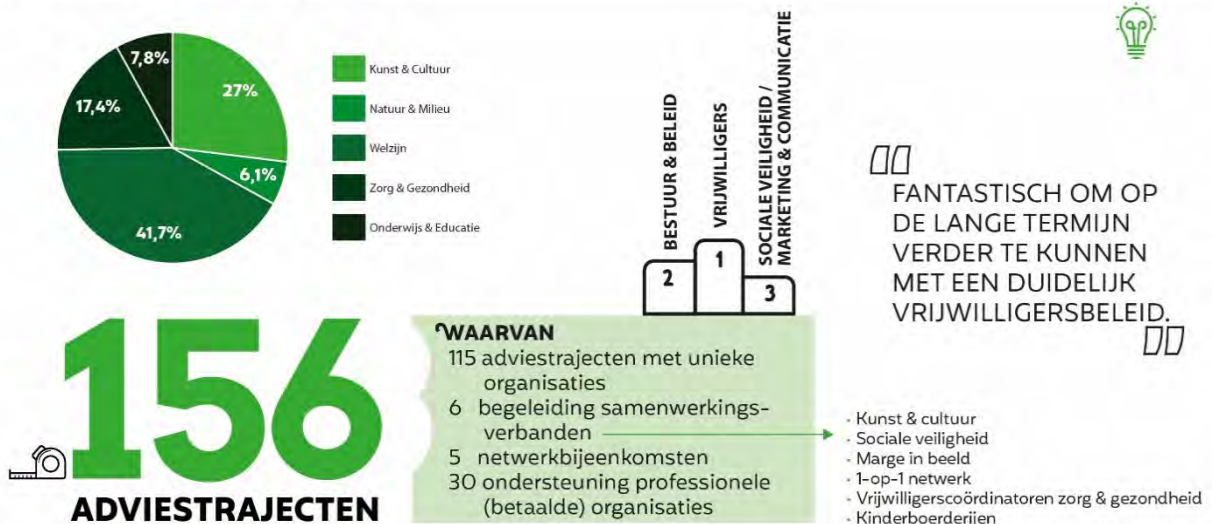 7,8%
27%
17,4%
6,1%
41,7%
Kunst & Cultuur
Natuur & Milieu
Welzijn
Zorg & Gezondheid
Onderwijs & Educatie
BESTUUR & BELEID
VRIJWILLIGERS
SOCIALE VEILIGHEID /
MARKETING & COMMUNICATIE
2
1
3
FANTASTISCH OM OP
DE LANGE TERMIJN
VERDER TE KUNNEN
MET EEN DUIDELIJK
VRIJWILLIGERSBELEID.
156
ADVIESTRAJECTEN
WAARVAN
115 adviestrajecten met unieke
organisaties
6 begeleiding samenwerkings-
verbanden
5 netwerkbijeenkomsten
30 ondersteuning professionele
(betaalde) organisaties
- Kunst & cultuur
- Sociale veiligheid
- Marge in beeld
- 1-op-1 netwerk
- Vrijwilligerscoördinatoren zorg & gezondheid
- Kinderboerderijen